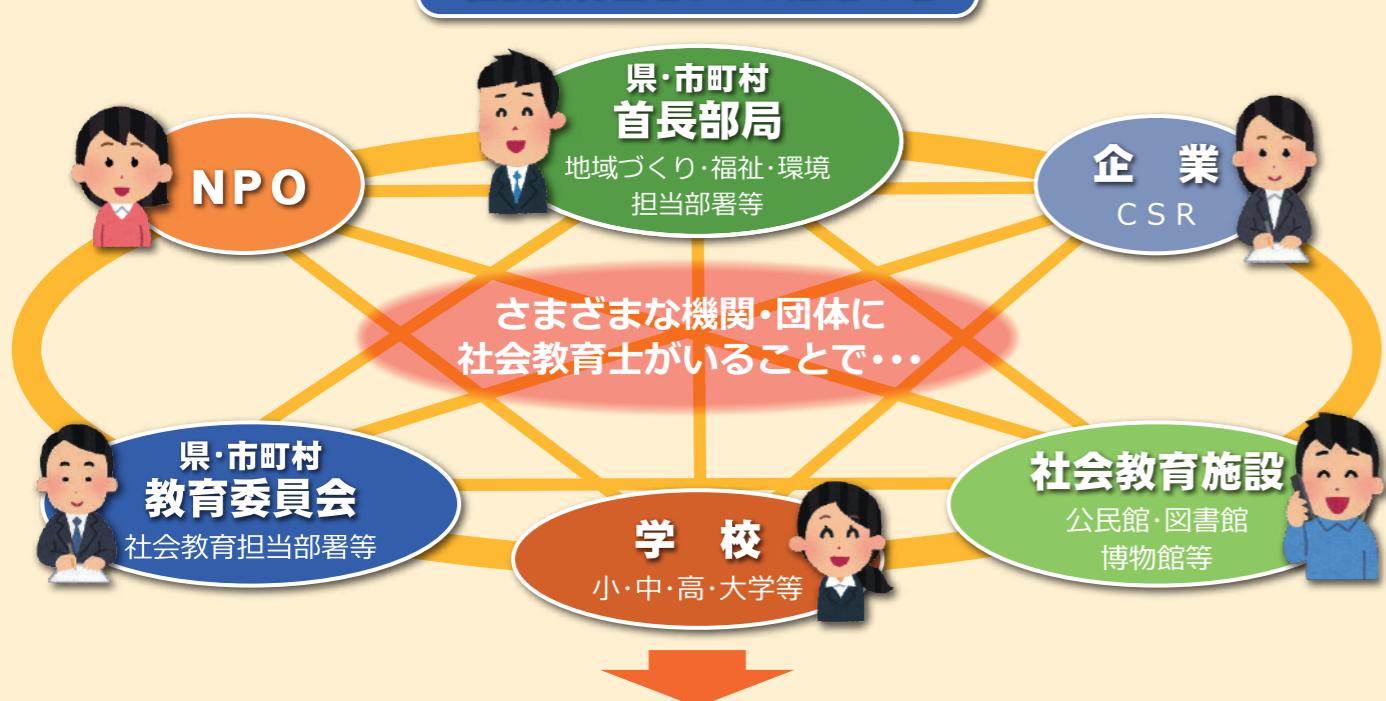 県・市町村
首長部局
地域づくり・福祉・環境
担当部署等
NPO
企　業
CSR
さまざまな機関・団体に
社会教育士がいることで・・・
県・市町村
教育委員会
社会教育担当部署等
学　校
小・中・高・大学等
社会教育施設
公民館・図書館
博物館等